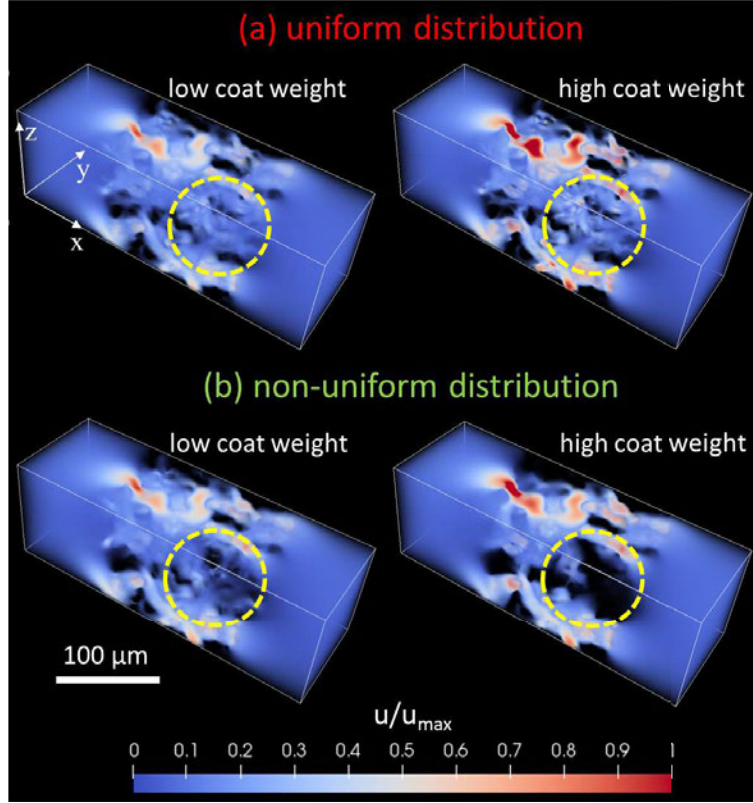 (a) uniform distribution
low coat weight
high coat weight
z
y
x
(b) non-uniform distribution
low coat weight
high coat weight
100 μm
u/u_max
0 0.1 0.2 0.3 0.4 0.5 0.6 0.7 0.8 0.9 1